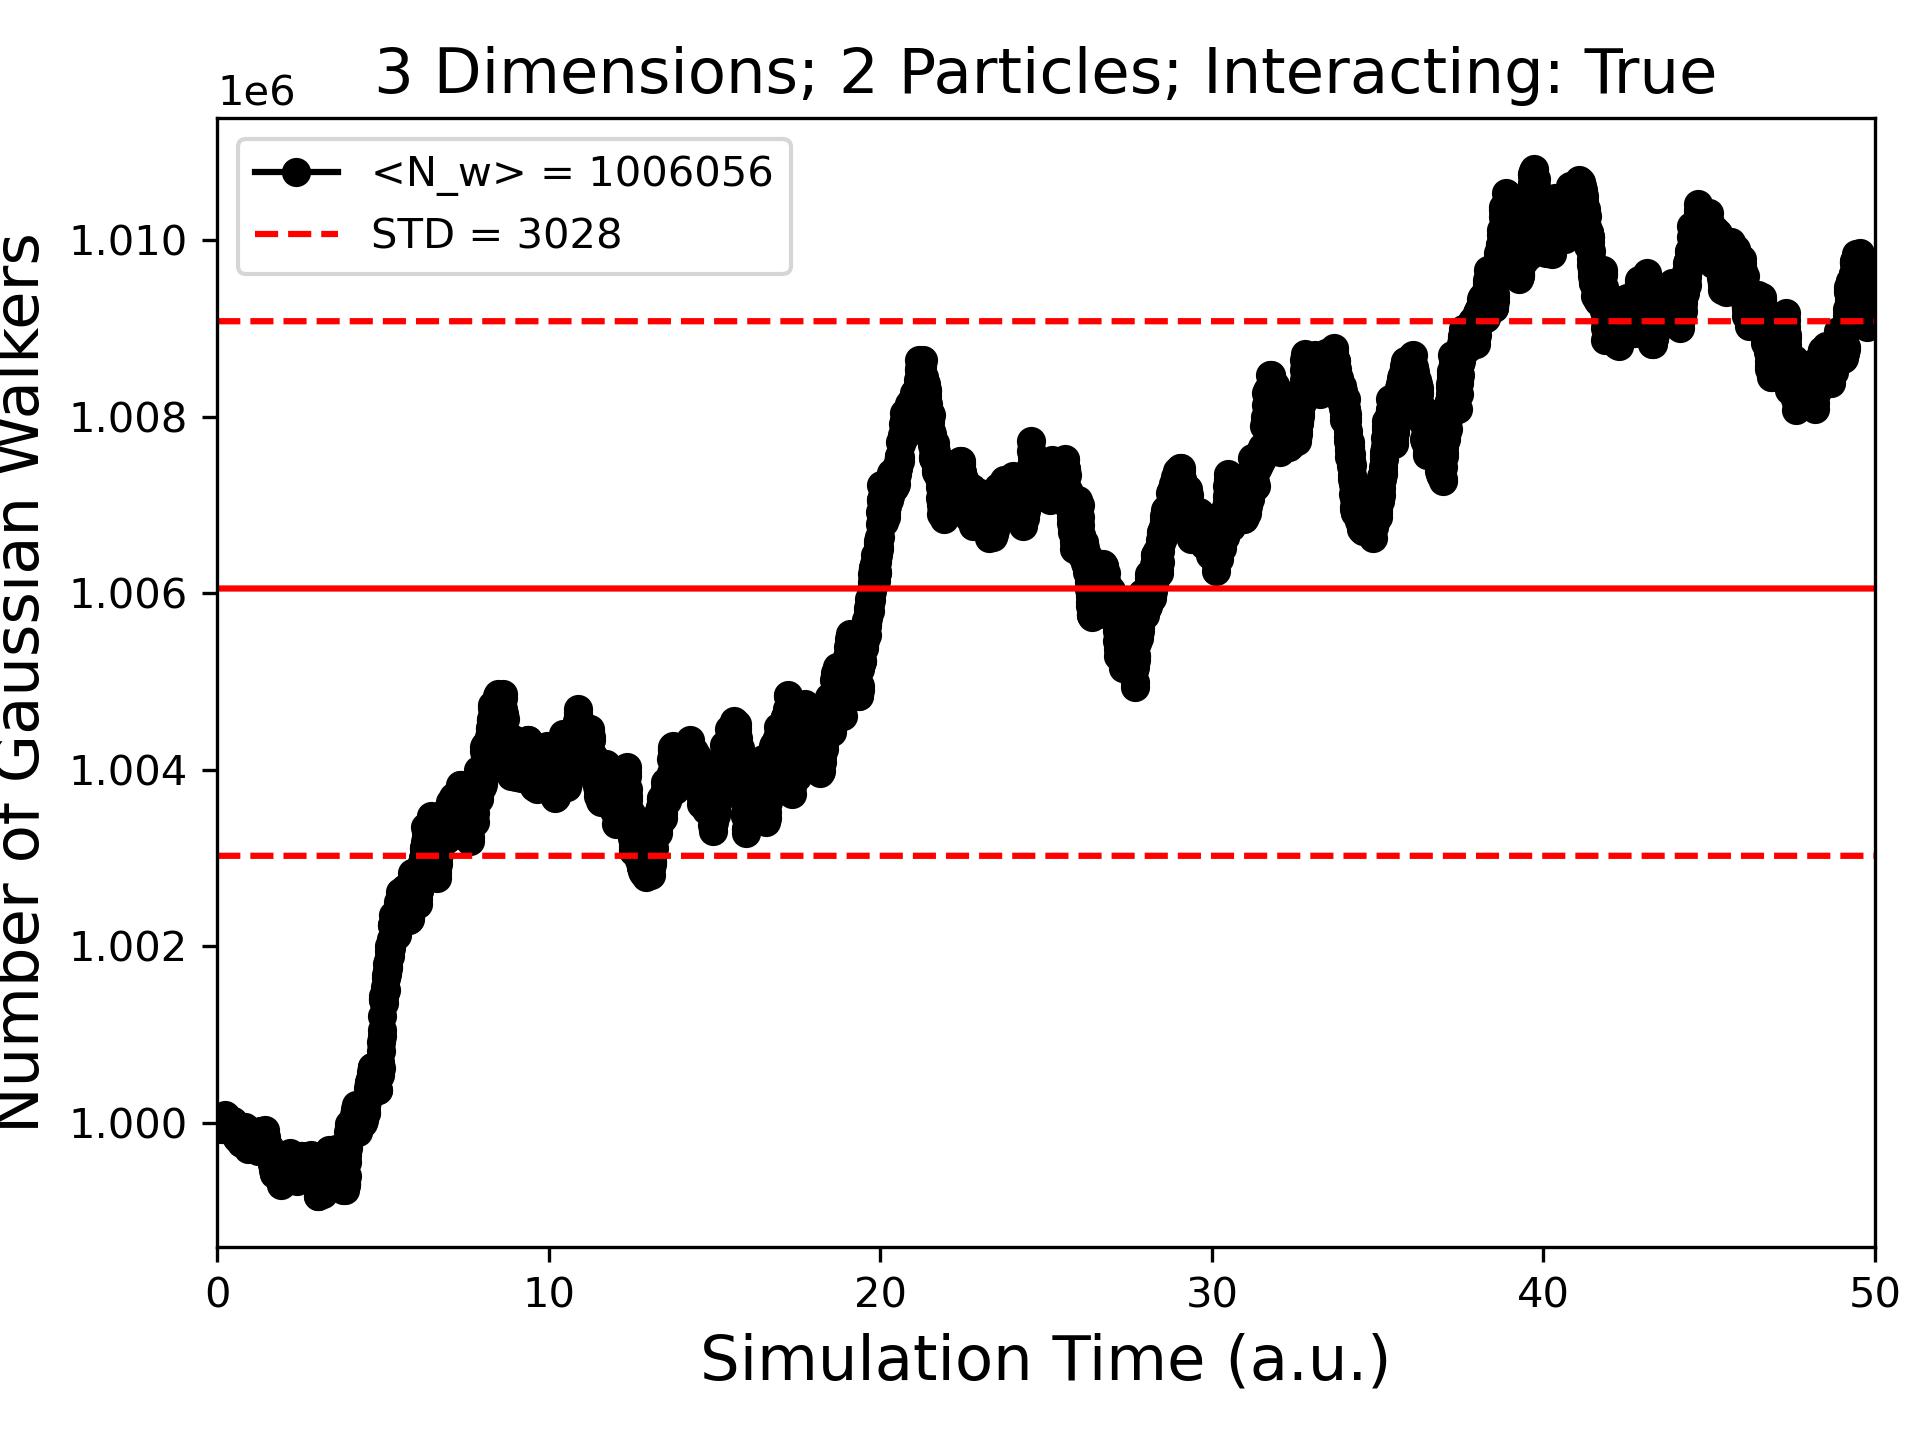 3 Dimensions; 2 Particles; Interacting: True
1e6
<N_w> = 1006056
STD = 3028
Number of Gaussian Walkers
1.010
1.008
1.006
1.004
1.002
1.000
0 10 20 30 40 50
Simulation Time (a.u.)